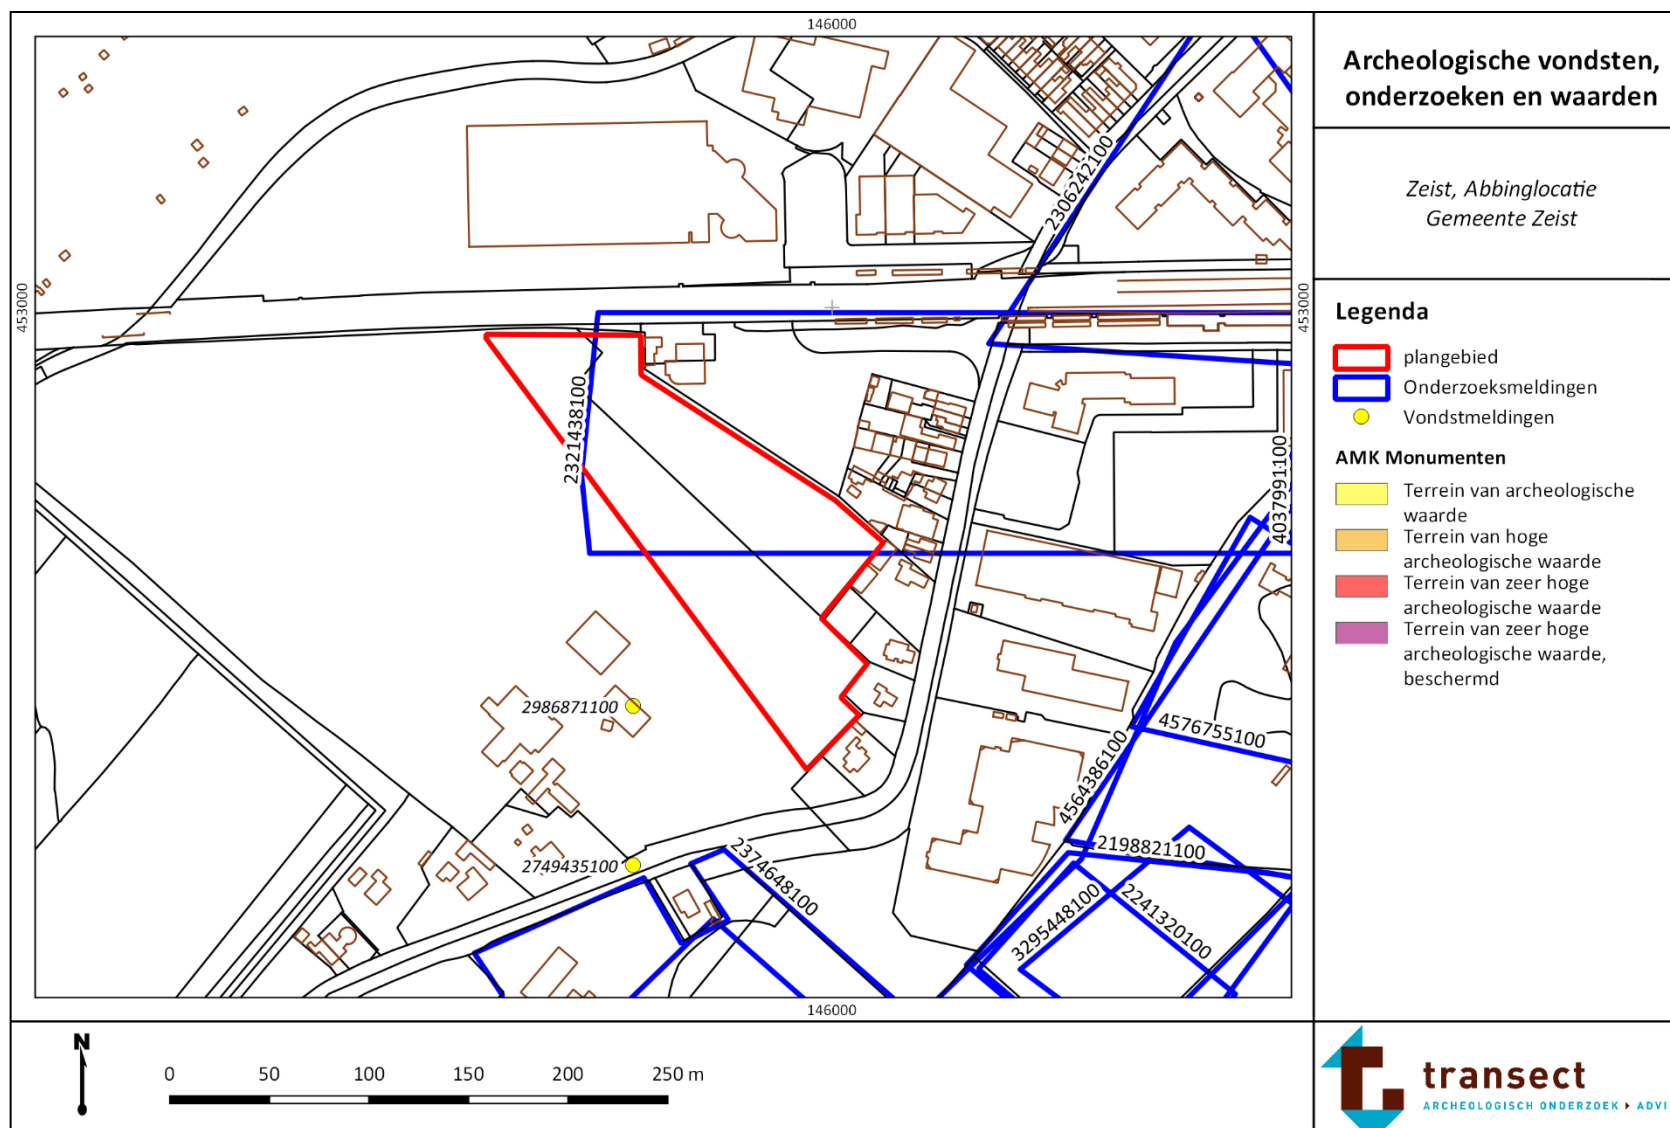 146000
453000
453000
2306242100
2321438100
4037991100
2986871100
4576755100
4564386100
2749435100
2374648100
2198821100
3295448100
2241320100
146000
N
0 50 100 150 200 250 m
Archeologische vondsten,
onderzoeken en waarden
Zeist, Abbinglocatie
Gemeente Zeist
Legenda
plangebied
Onderzoeksmeldingen
Vondstmeldingen
AMK Monumenten
Terrein van archeologische
waarde
Terrein van hoge
archeologische waarde
Terrein van zeer hoge
archeologische waarde
Terrein van zeer hoge
archeologische waarde,
beschermd
transect
ARCHEOLOGISCH ONDERZOEK ▸ ADVI